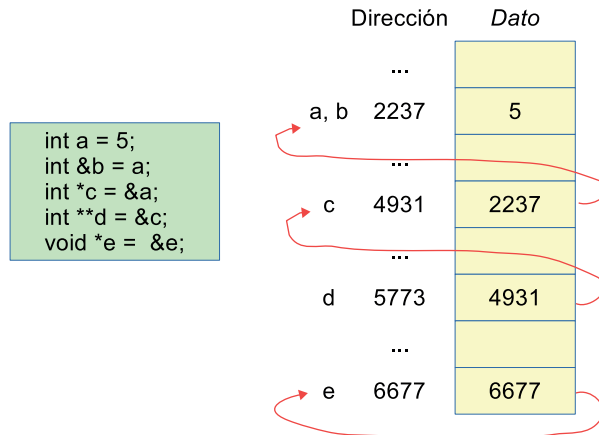 Dirección Dato
...
a, b 2237 5
...
c 4931 2237
...
d 5773 4931
...
e 6677 6677
int a = 5;
int &b = a;
int *c = &a;
int **d = &c;
void *e =  &e;